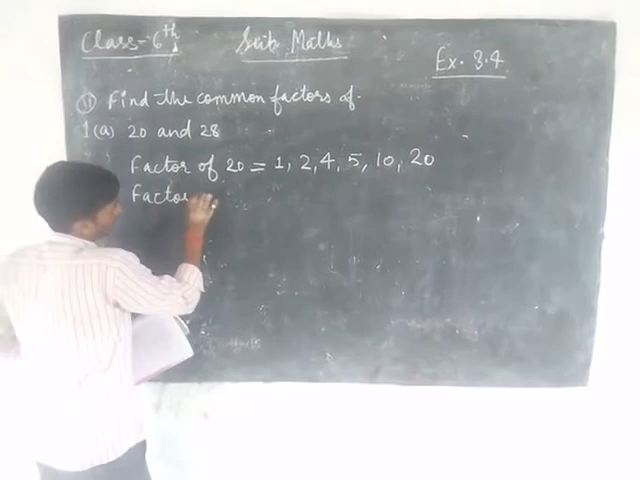 Class-6th Sub: Maths Ex. 3.4
Find the common factors of.
1(a) 20 and 28
Factor of 20 = 1, 2, 4, 5, 10, 20
Factor